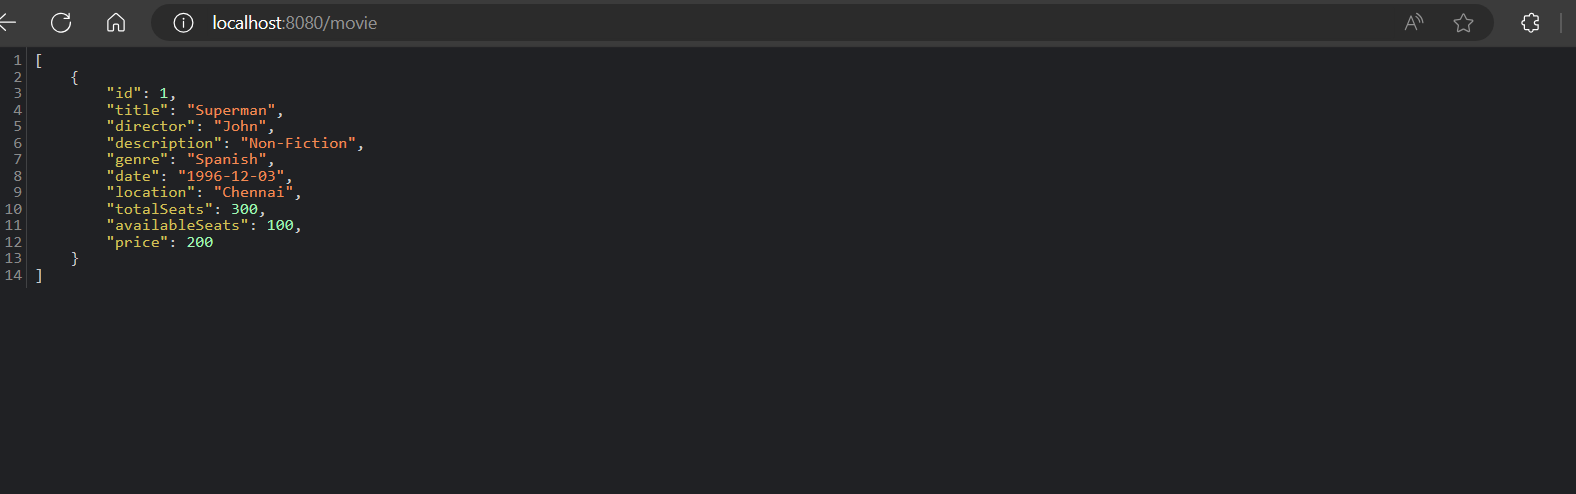 localhost:8080/movie
1 [
2     {
3         "id": 1,
4         "title": "Superman",
5         "director": "John",
6         "description": "Non-Fiction",
7         "genre": "Spanish",
8         "date": "1996-12-03",
9         "location": "Chennai",
10         "totalSeats": 300,
11         "availableSeats": 100,
12         "price": 200
13     }
14 ]